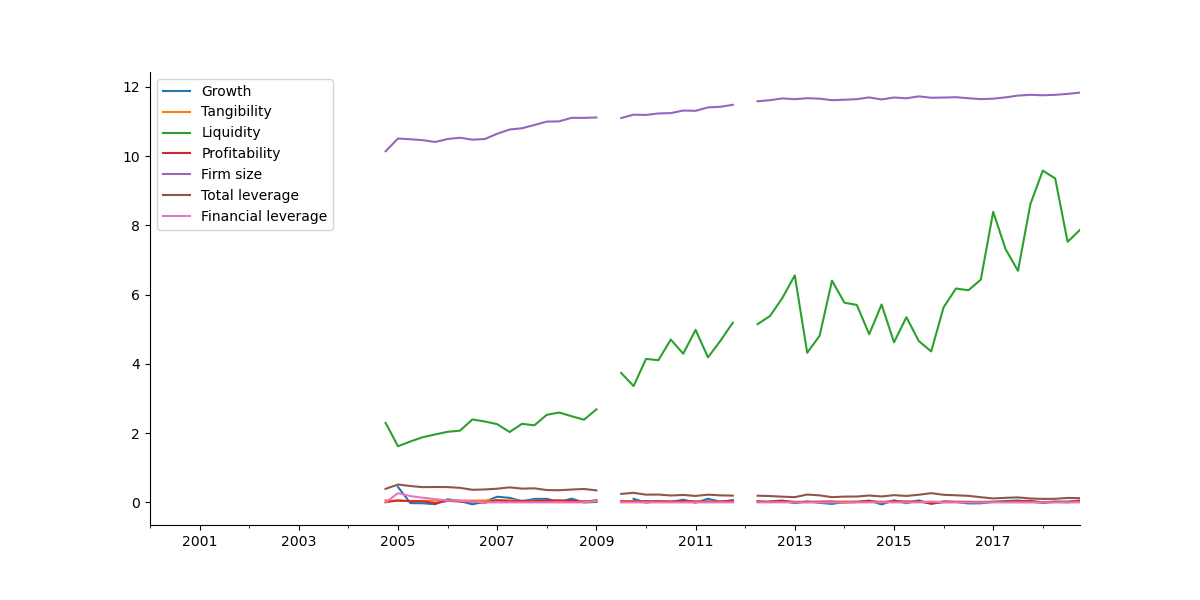 12
10
8
6
4
2
0
Growth
Tangibility
Liquidity
Profitability
Firm size
Total leverage
Financial leverage
2001 2003 2005 2007 2009 2011 2013 2015 2017